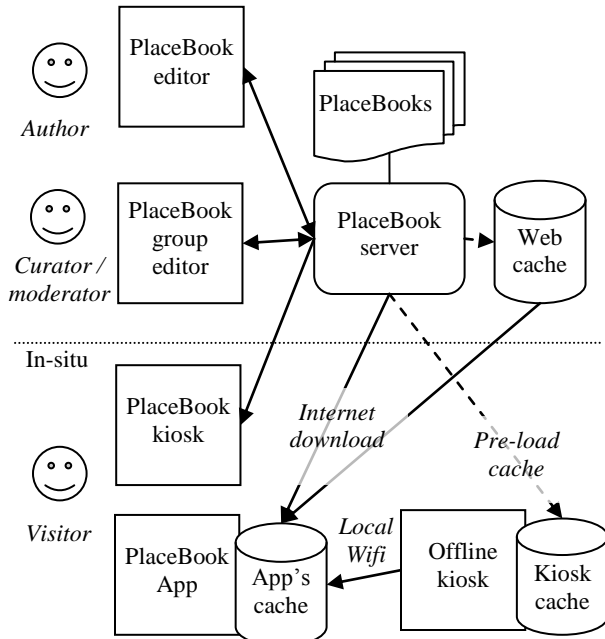 PlaceBook
editor
Author
PlaceBooks
PlaceBook
group
editor
Curator /
moderator
PlaceBook
server
Web
cache
In-situ
PlaceBook
kiosk
Internet
download
Pre-load
cache
Visitor
PlaceBook
App
App's
cache
Local
Wifi
Offline
kiosk
Kiosk
cache